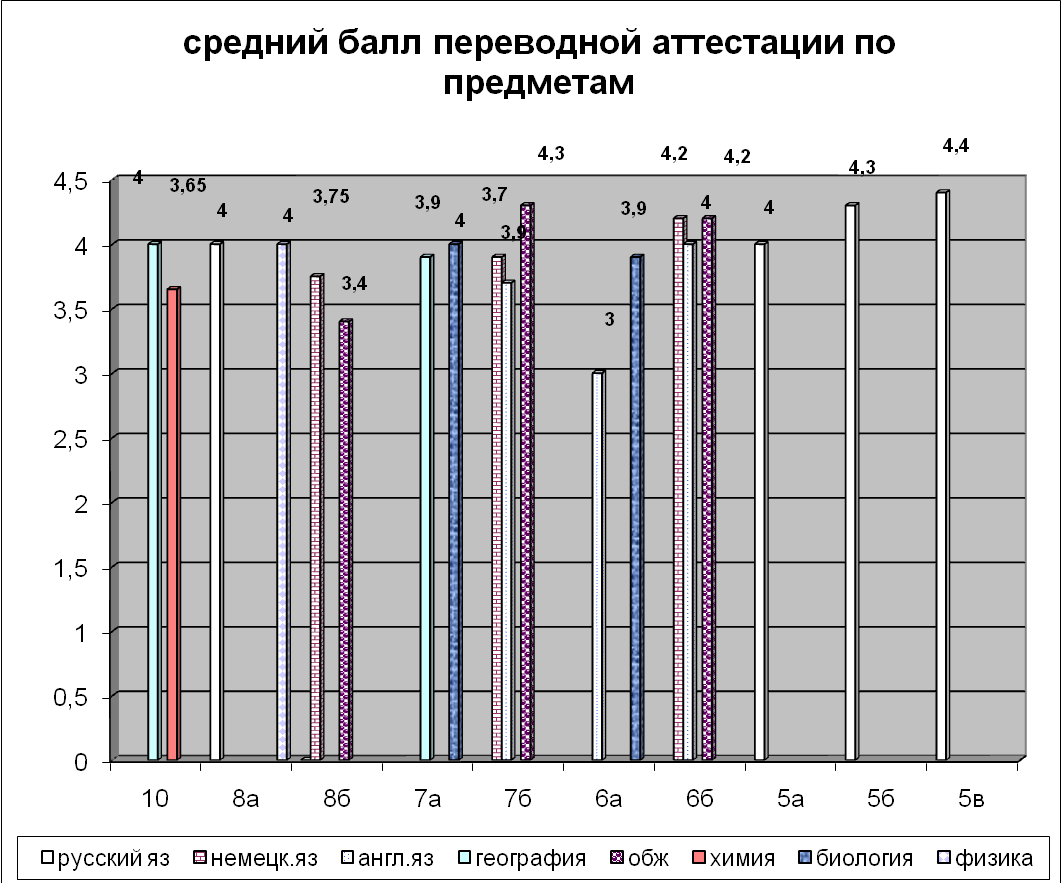 средний балл переводной аттестации по
предметам
4,3 4,2 4,2 4,3 4,4
4 3,65 4 4 3,75 3,9 4 3,7 3,9 3,9 4 4
3,4 3
4,5
4
3,5
3
2,5
2
1,5
1
0,5
0
10 8а 8б 7а 7б 6а 6б 5а 5б 5в
русский яз немецк.яз англ.яз география обж химия биология физика